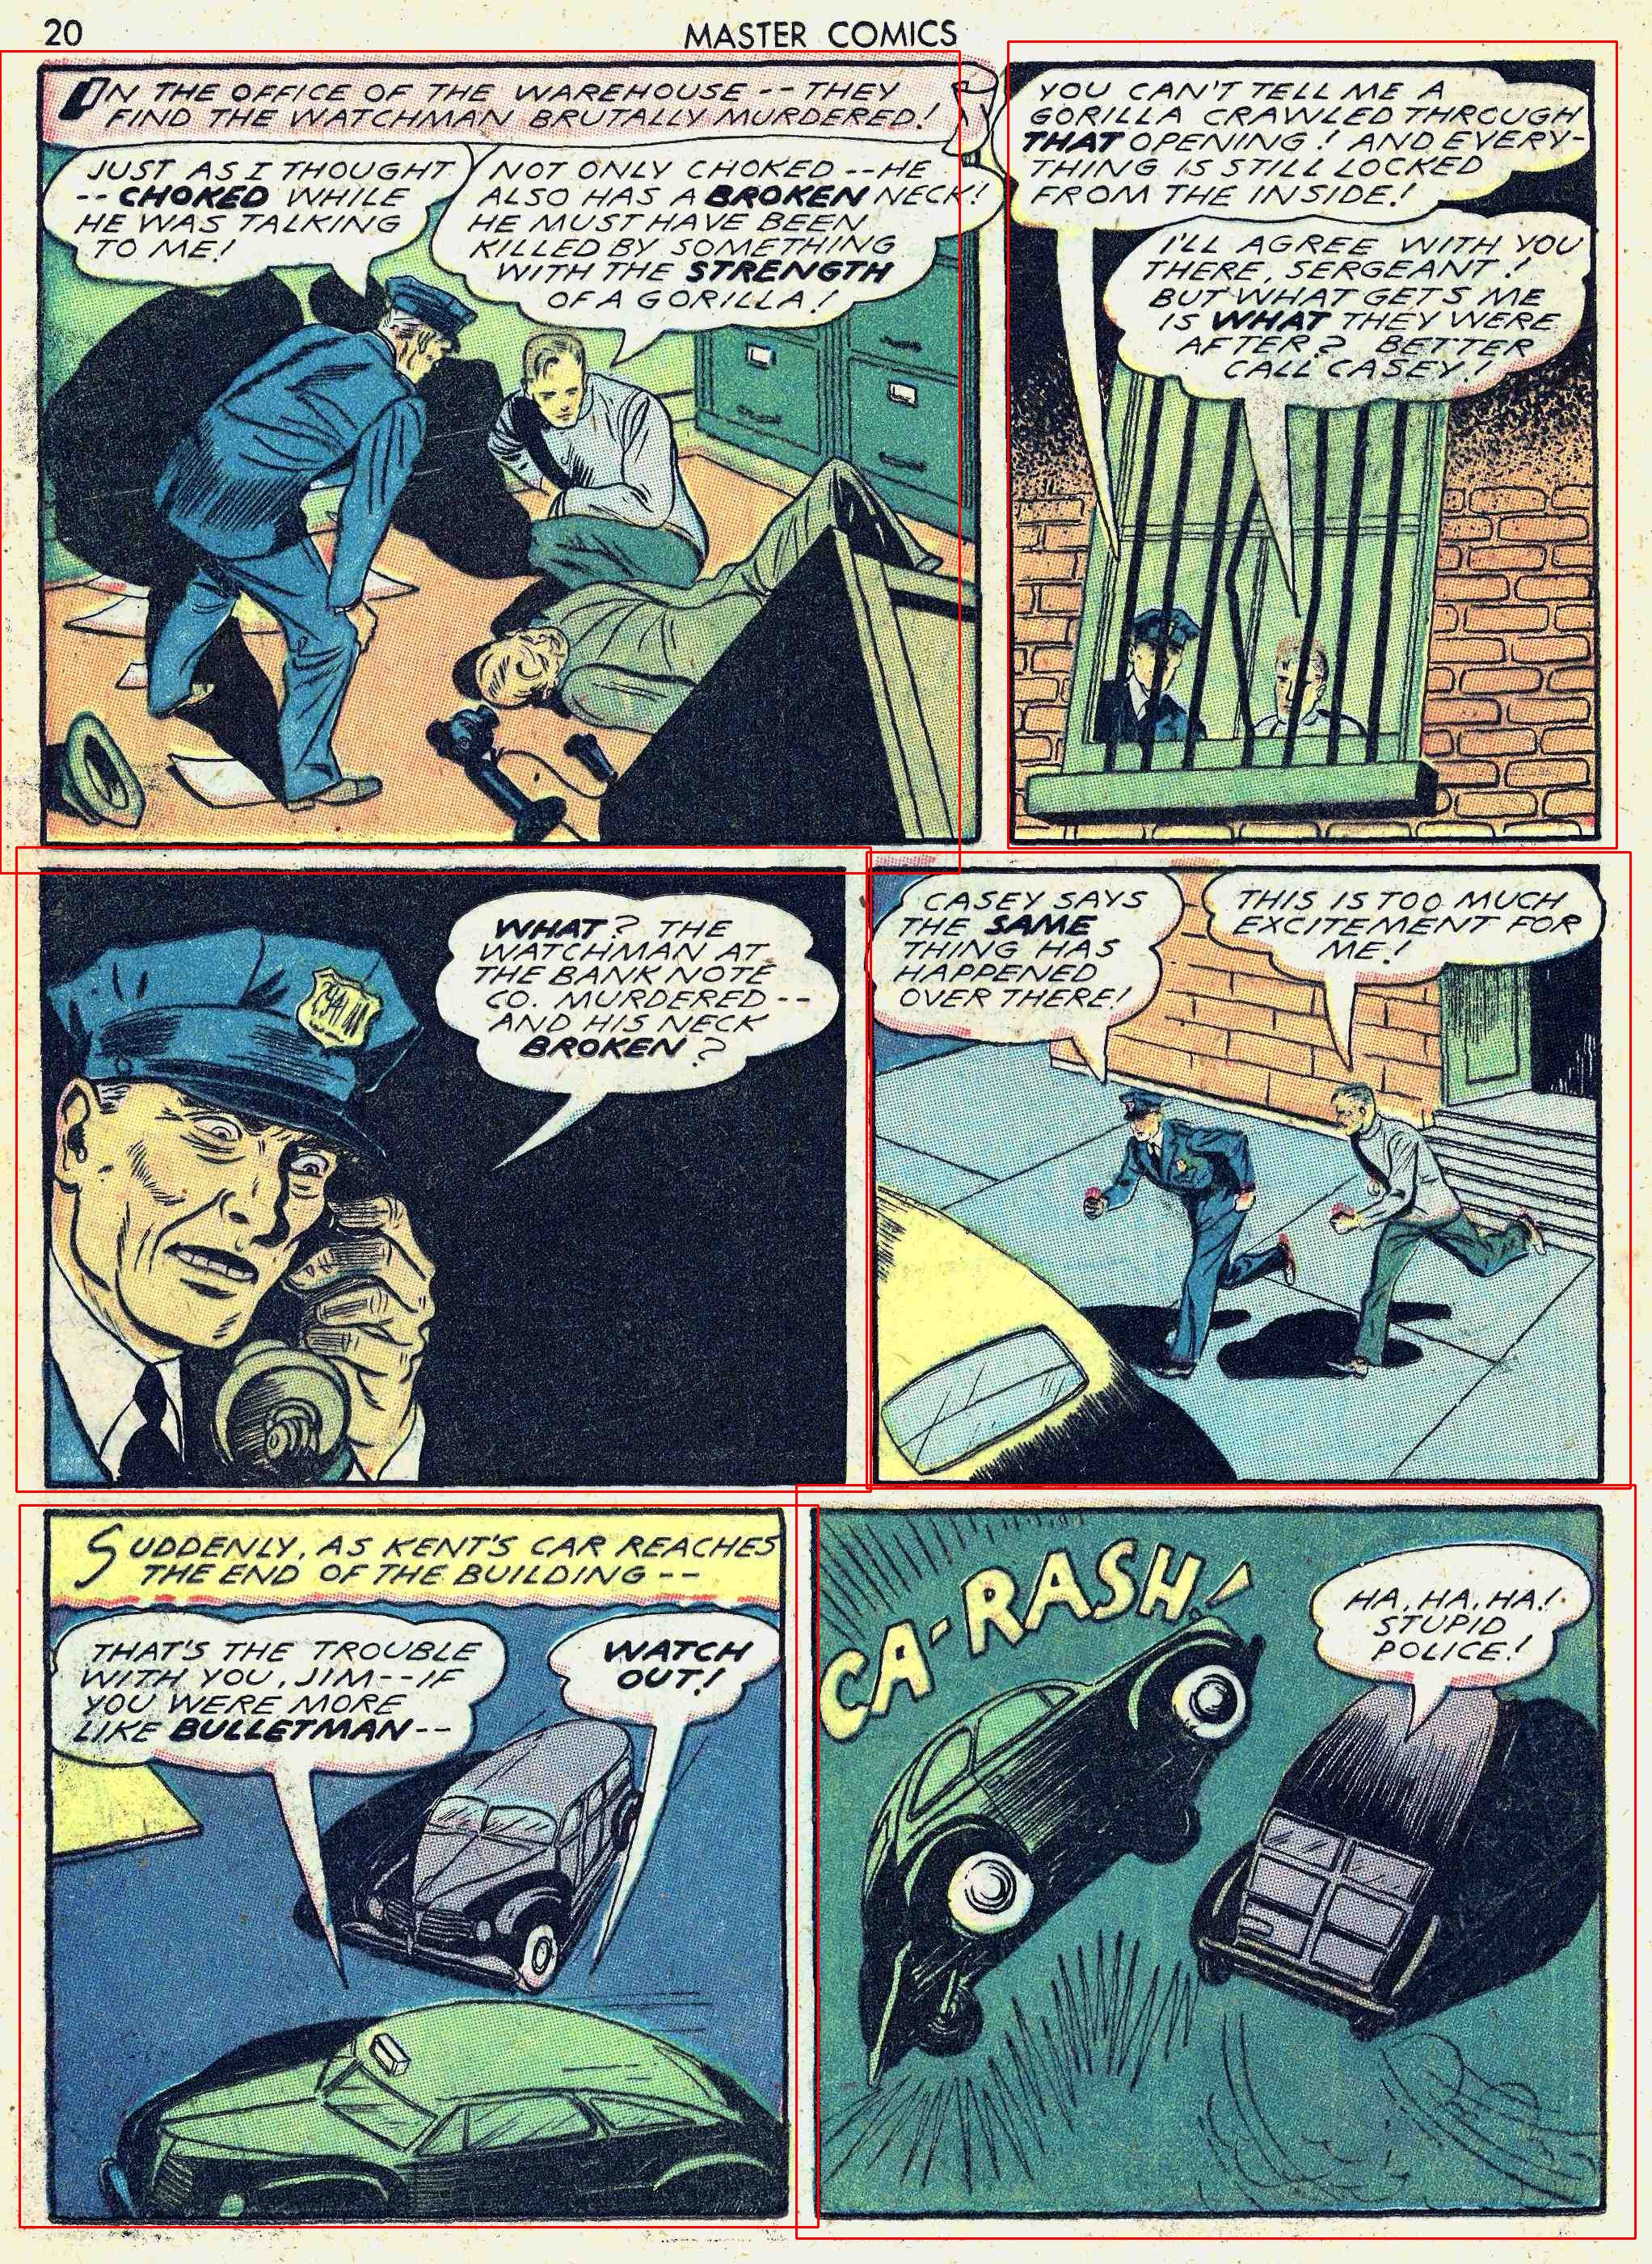 20
MASTER COMICS
IN THE OFFICE OF THE WAREHOUSE -- THEY
FIND THE WATCHMAN BRUTALLY MURDERED!
JUST AS I THOUGHT
-- CHOKED WHILE
HE WAS TALKING
TO ME!
NOT ONLY CHOKED -- HE
ALSO HAS A BROKEN NECK!
HE MUST HAVE BEEN
KILLED BY SOMETHING
WITH THE STRENGTH
OF A GORILLA!
YOU CAN'T TELL ME A
GORILLA CRAWLED THROUGH
THAT OPENING! AND EVERY-
THING IS STILL LOCKED
FROM THE INSIDE!
I'LL AGREE WITH YOU
THERE, SERGEANT!
BUT WHAT GETS ME
IS WHAT THEY WERE
AFTER? BETTER
CALL CASEY!
WHAT? THE
WATCHMAN AT
THE BANK NOTE
CO. MURDERED --
AND HIS NECK
BROKEN?
CASEY SAYS
THE SAME
THING HAS
HAPPENED
OVER THERE!
THIS IS TOO MUCH
EXCITEMENT FOR
ME!
SUDDENLY, AS KENT'S CAR REACHES
THE END OF THE BUILDING --
THAT'S THE TROUBLE
WITH YOU, JIM -- IF
YOU WERE MORE
LIKE BULLETMAN --
WATCH
OUT!
CA-RASH!
HA, HA, HA!
STUPID
POLICE!